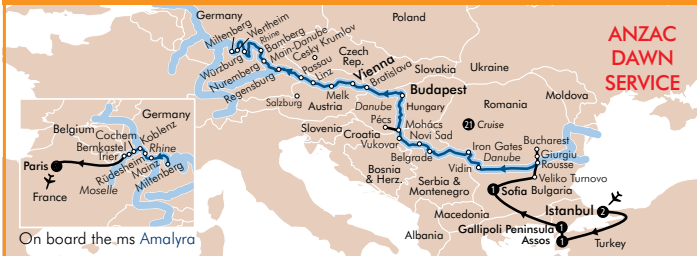 ANZAC
DAWN
SERVICE
Germany
Poland
Miltenberg
Wertheim
Rhine
Bamberg
Main-Danube
Cesky Krumlov
Würzburg
Nuremberg
Regensburg
Passau
Linz
Czech
Rep.
Vienna
Bratislava
Slovakia
Ukraine
Melk
Salzburg
Austria
Danube
Budapest
Hungary
Moldova
Romania
21 Cruise
Slovenia
Croatia
Pécs
Mohács
Novi Sad
Vukovar
Belgrade
Iron Gates
Danube
Bucharest
Giurgiu
Rousse
Vidin
Veliko Turnovo
Bosnia
& Herz.
Serbia &
Montenegro
1 Sofia
Bulgaria
Macedonia
Albania
Istanbul 2
Gallipoli Peninsula 1
Assos 1
Turkey
Germany
Belgium
Cochem
Koblenz
Bernkastel
Trier
Rhine
Paris
Rüdesheim
Mainz
Miltenberg
Moselle
France
On board the ms Amalyra